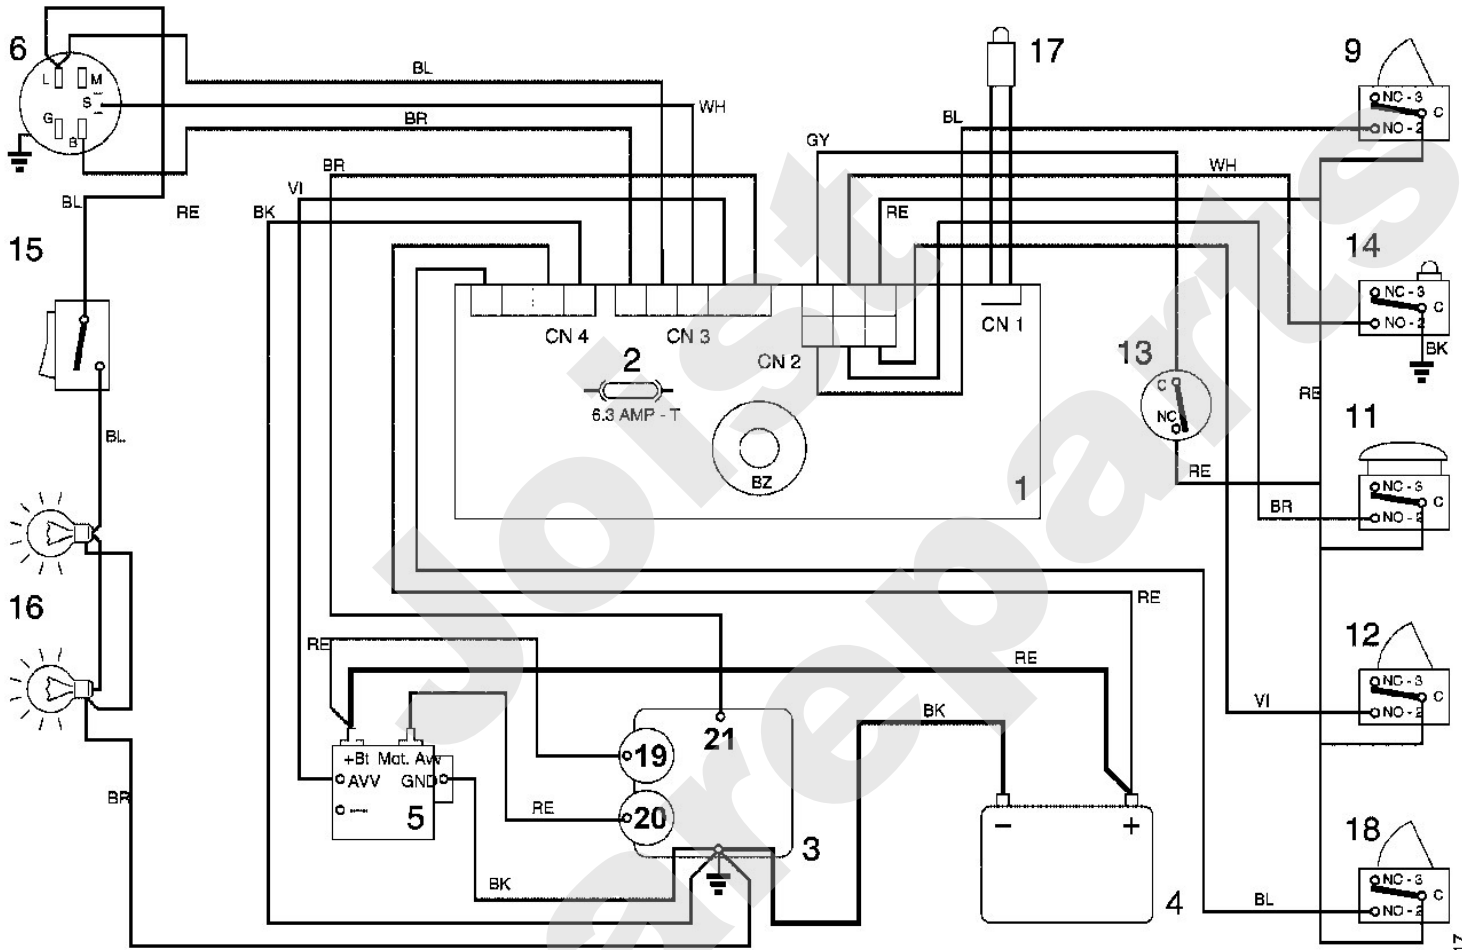 6
17
9
BL
L
M
S
G
B
WH
BR
BL
GY
NC - 3
C
NO - 2
BR
VI
BK
RE
BL
WH
RE
15
14
NC - 3
C
NO - 2
BK
CN 4
CN 3
CN 2
CN 1
2
6.3 AMP - T
BZ
1
13
C
NC
RE
RE
11
NC - 3
C
NO - 2
BR
BL
16
RE
RE
RE
12
NC - 3
C
NO - 2
VI
BK
+Bt
Mot. Avv
AVV
GND
5
19
20
21
3
RE
BR
BK
–
+
4
18
NC - 3
C
NO - 2
BL
17
Joist
spareparts